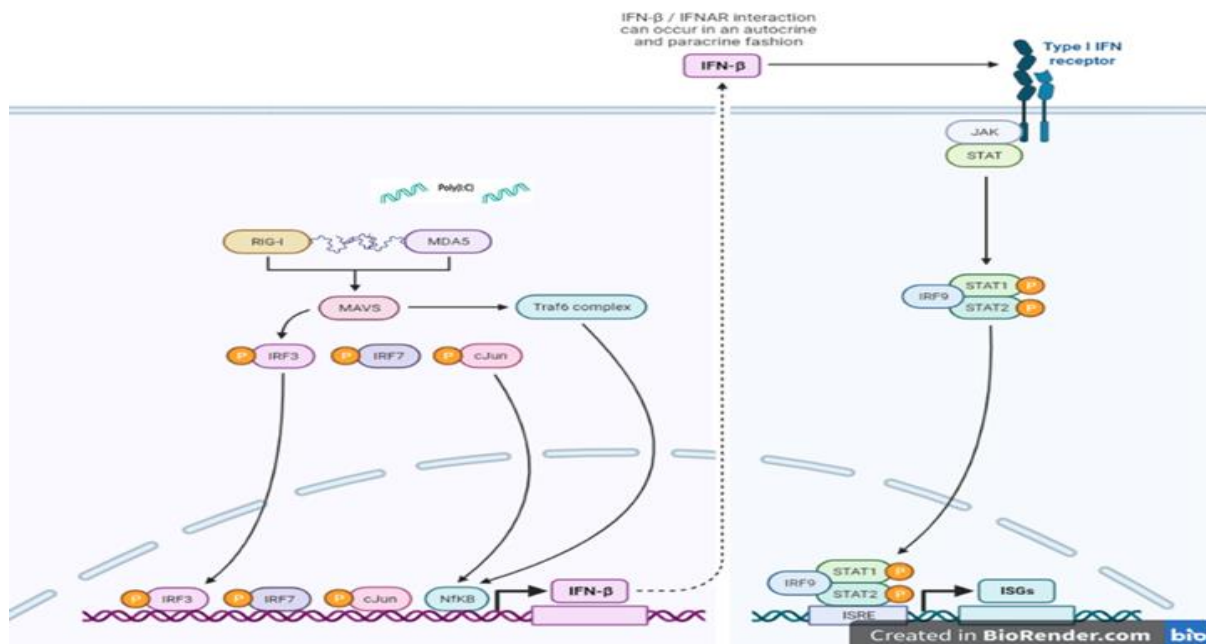 IFN-β / IFNAR interaction
can occur in an autocrine
and paracrine fashion
IFN-β
Type I IFN
receptor
JAK
STAT
Poly(I:C)
RIG-I
MDA5
MAVS
Traf6 complex
P
IRF3
P
IRF7
P
cJun
IRF9
STAT1
P
STAT2
P
P
IRF3
P
IRF7
P
cJun
NfKB
IFN-β
IRF9
STAT1
P
STAT2
P
ISRE
ISGs
Created in BioRender.com bio